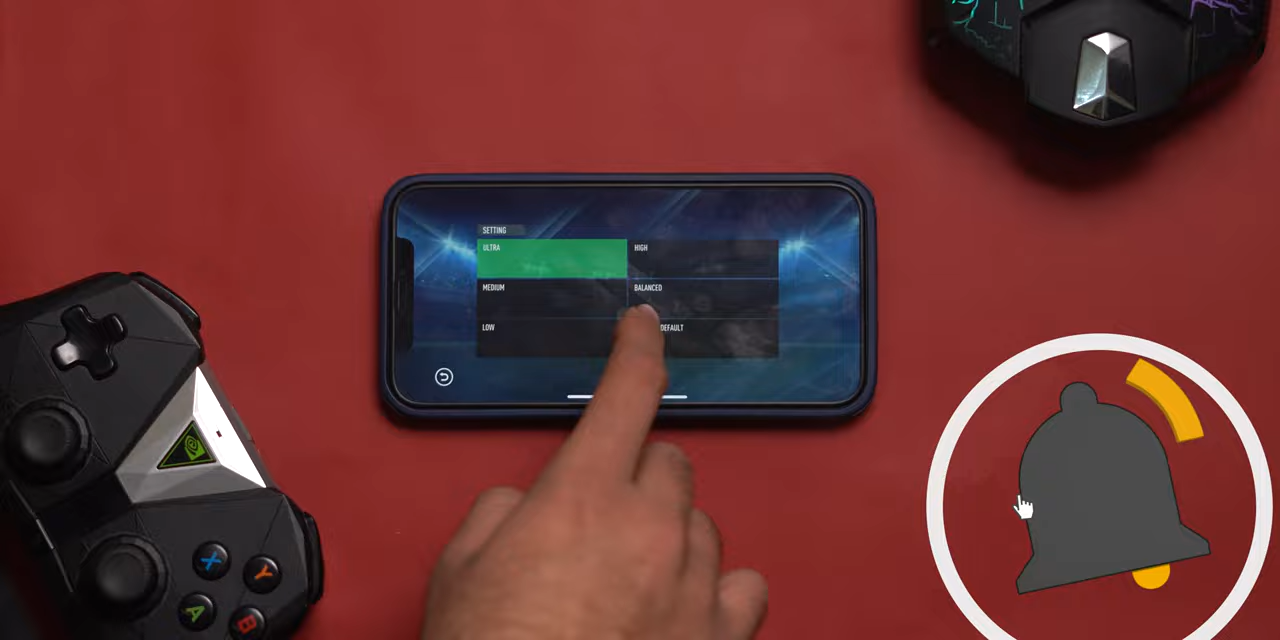 SETTING
ULTRA
HIGH
MEDIUM
BALANCED
LOW
DEFAULT
X
Y
A
B